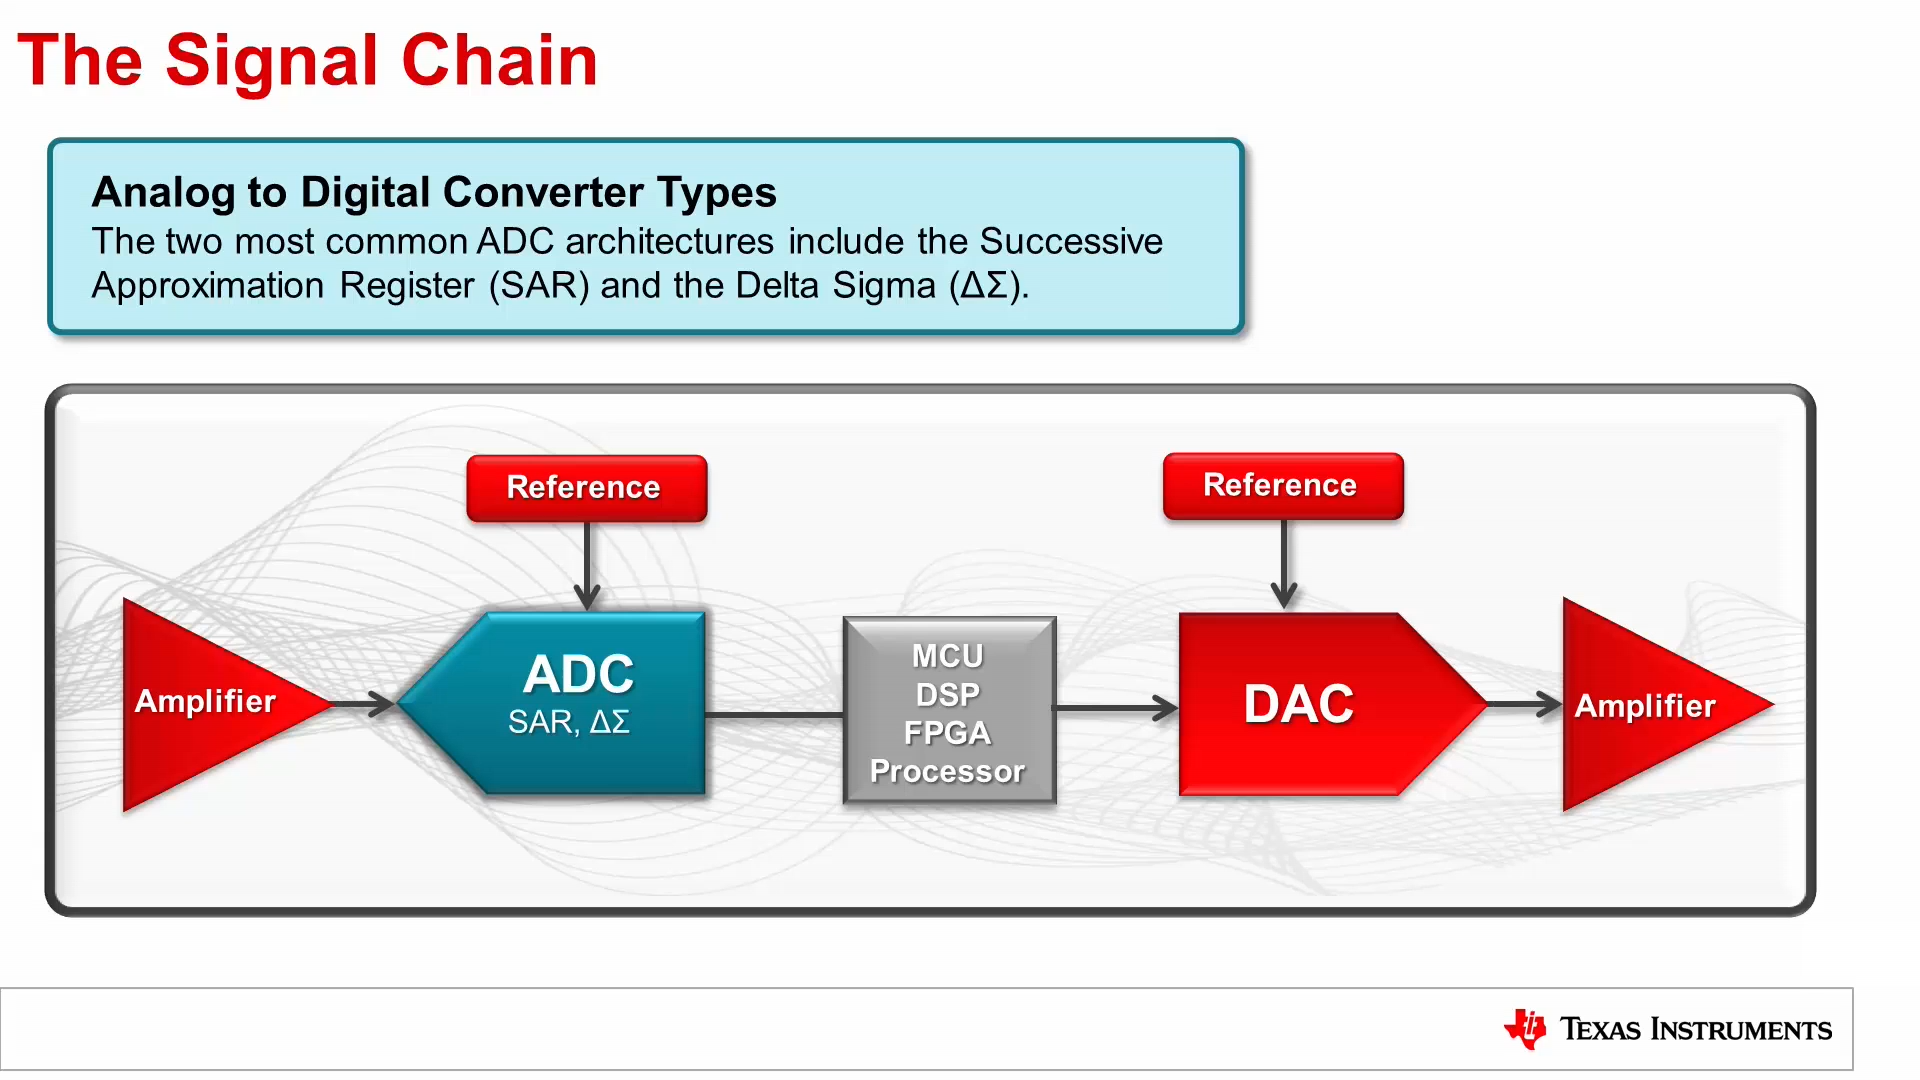 The Signal Chain
Analog to Digital Converter Types
The two most common ADC architectures include the Successive
Approximation Register (SAR) and the Delta Sigma (ΔΣ).
Reference
Reference
Amplifier
ADC
SAR, ΔΣ
MCU
DSP
FPGA
Processor
DAC
Amplifier
TEXAS INSTRUMENTS